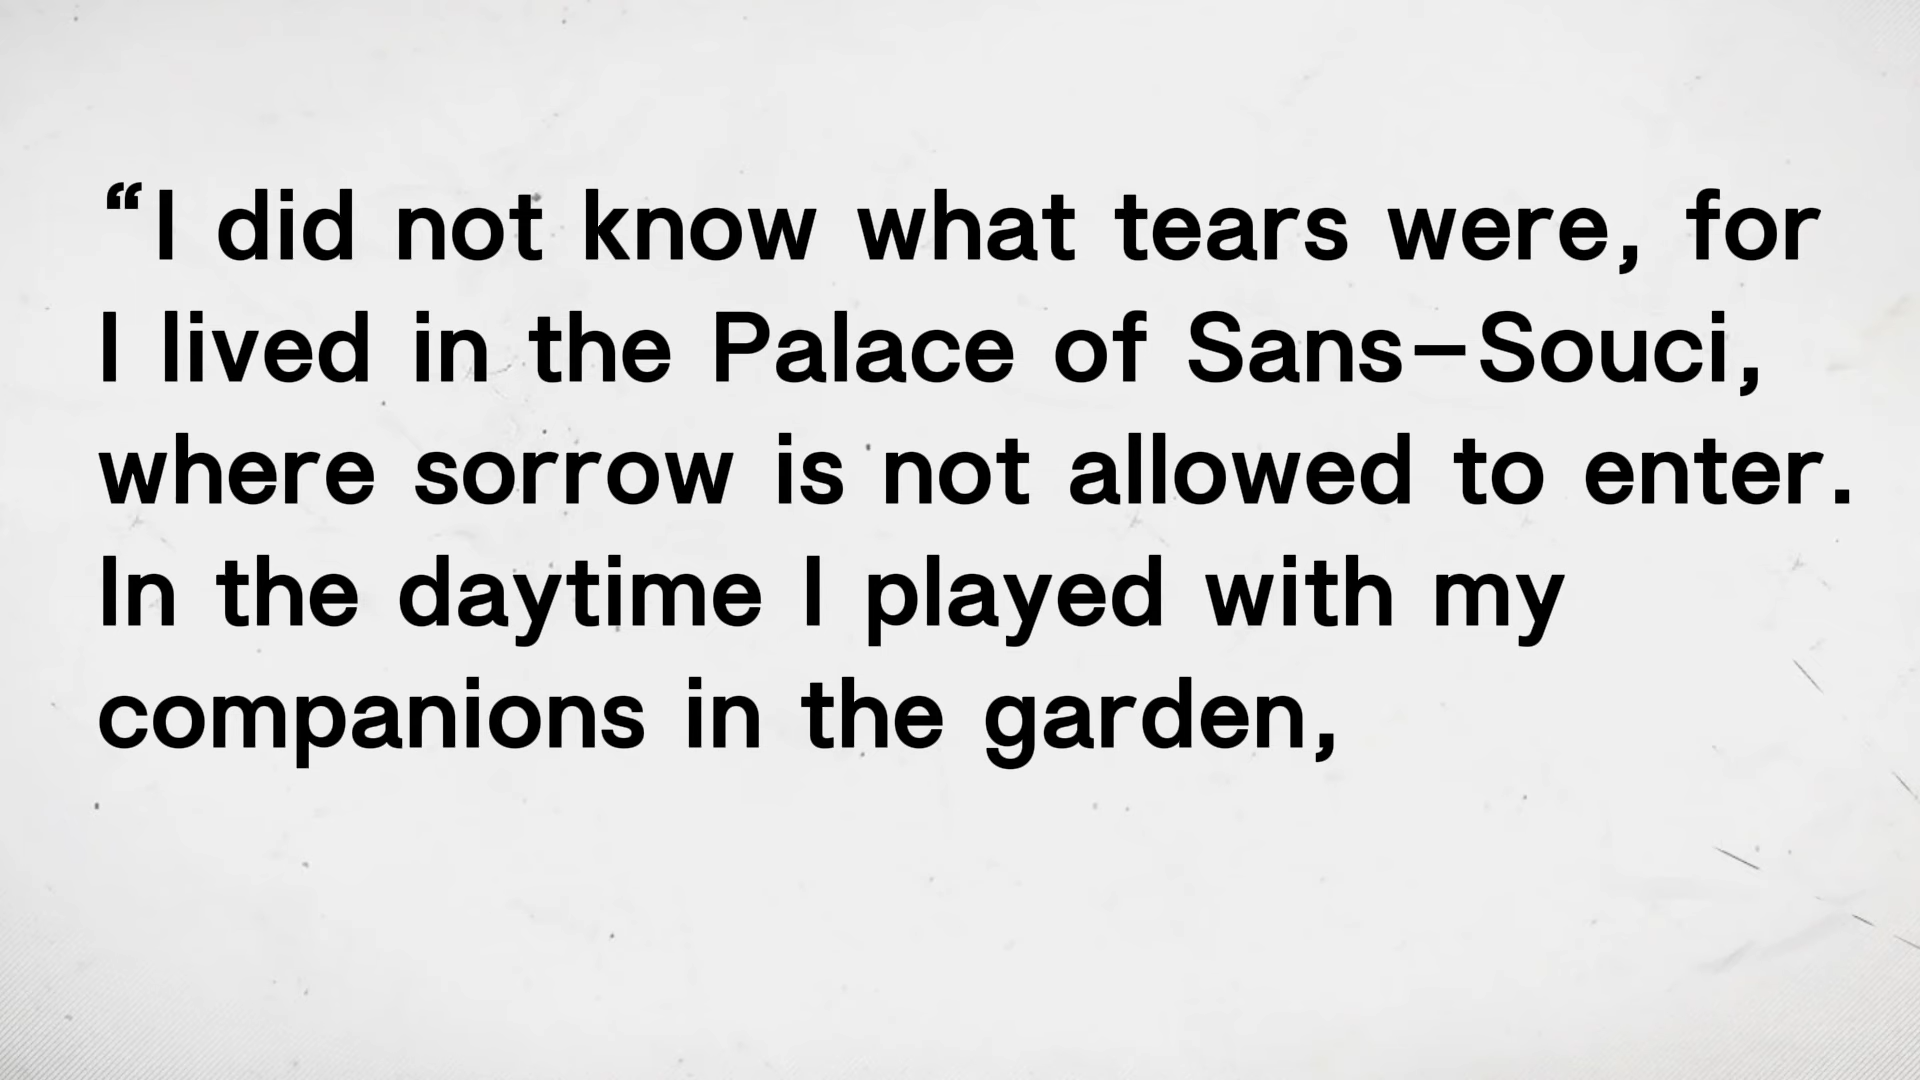 “I did not know what tears were, for
I lived in the Palace of Sans–Souci,
where sorrow is not allowed to enter.
In the daytime I played with my
companions in the garden,